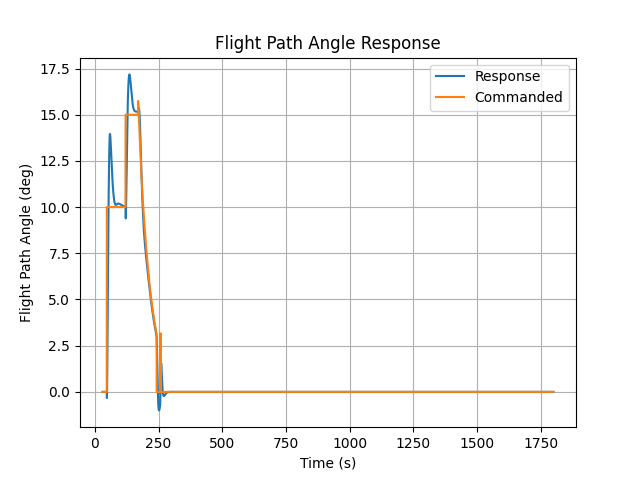 Flight Path Angle Response
Response
Commanded
17.5
15.0
12.5
10.0
7.5
5.0
2.5
0.0
Flight Path Angle (deg)
0 250 500 750 1000 1250 1500 1750
Time (s)